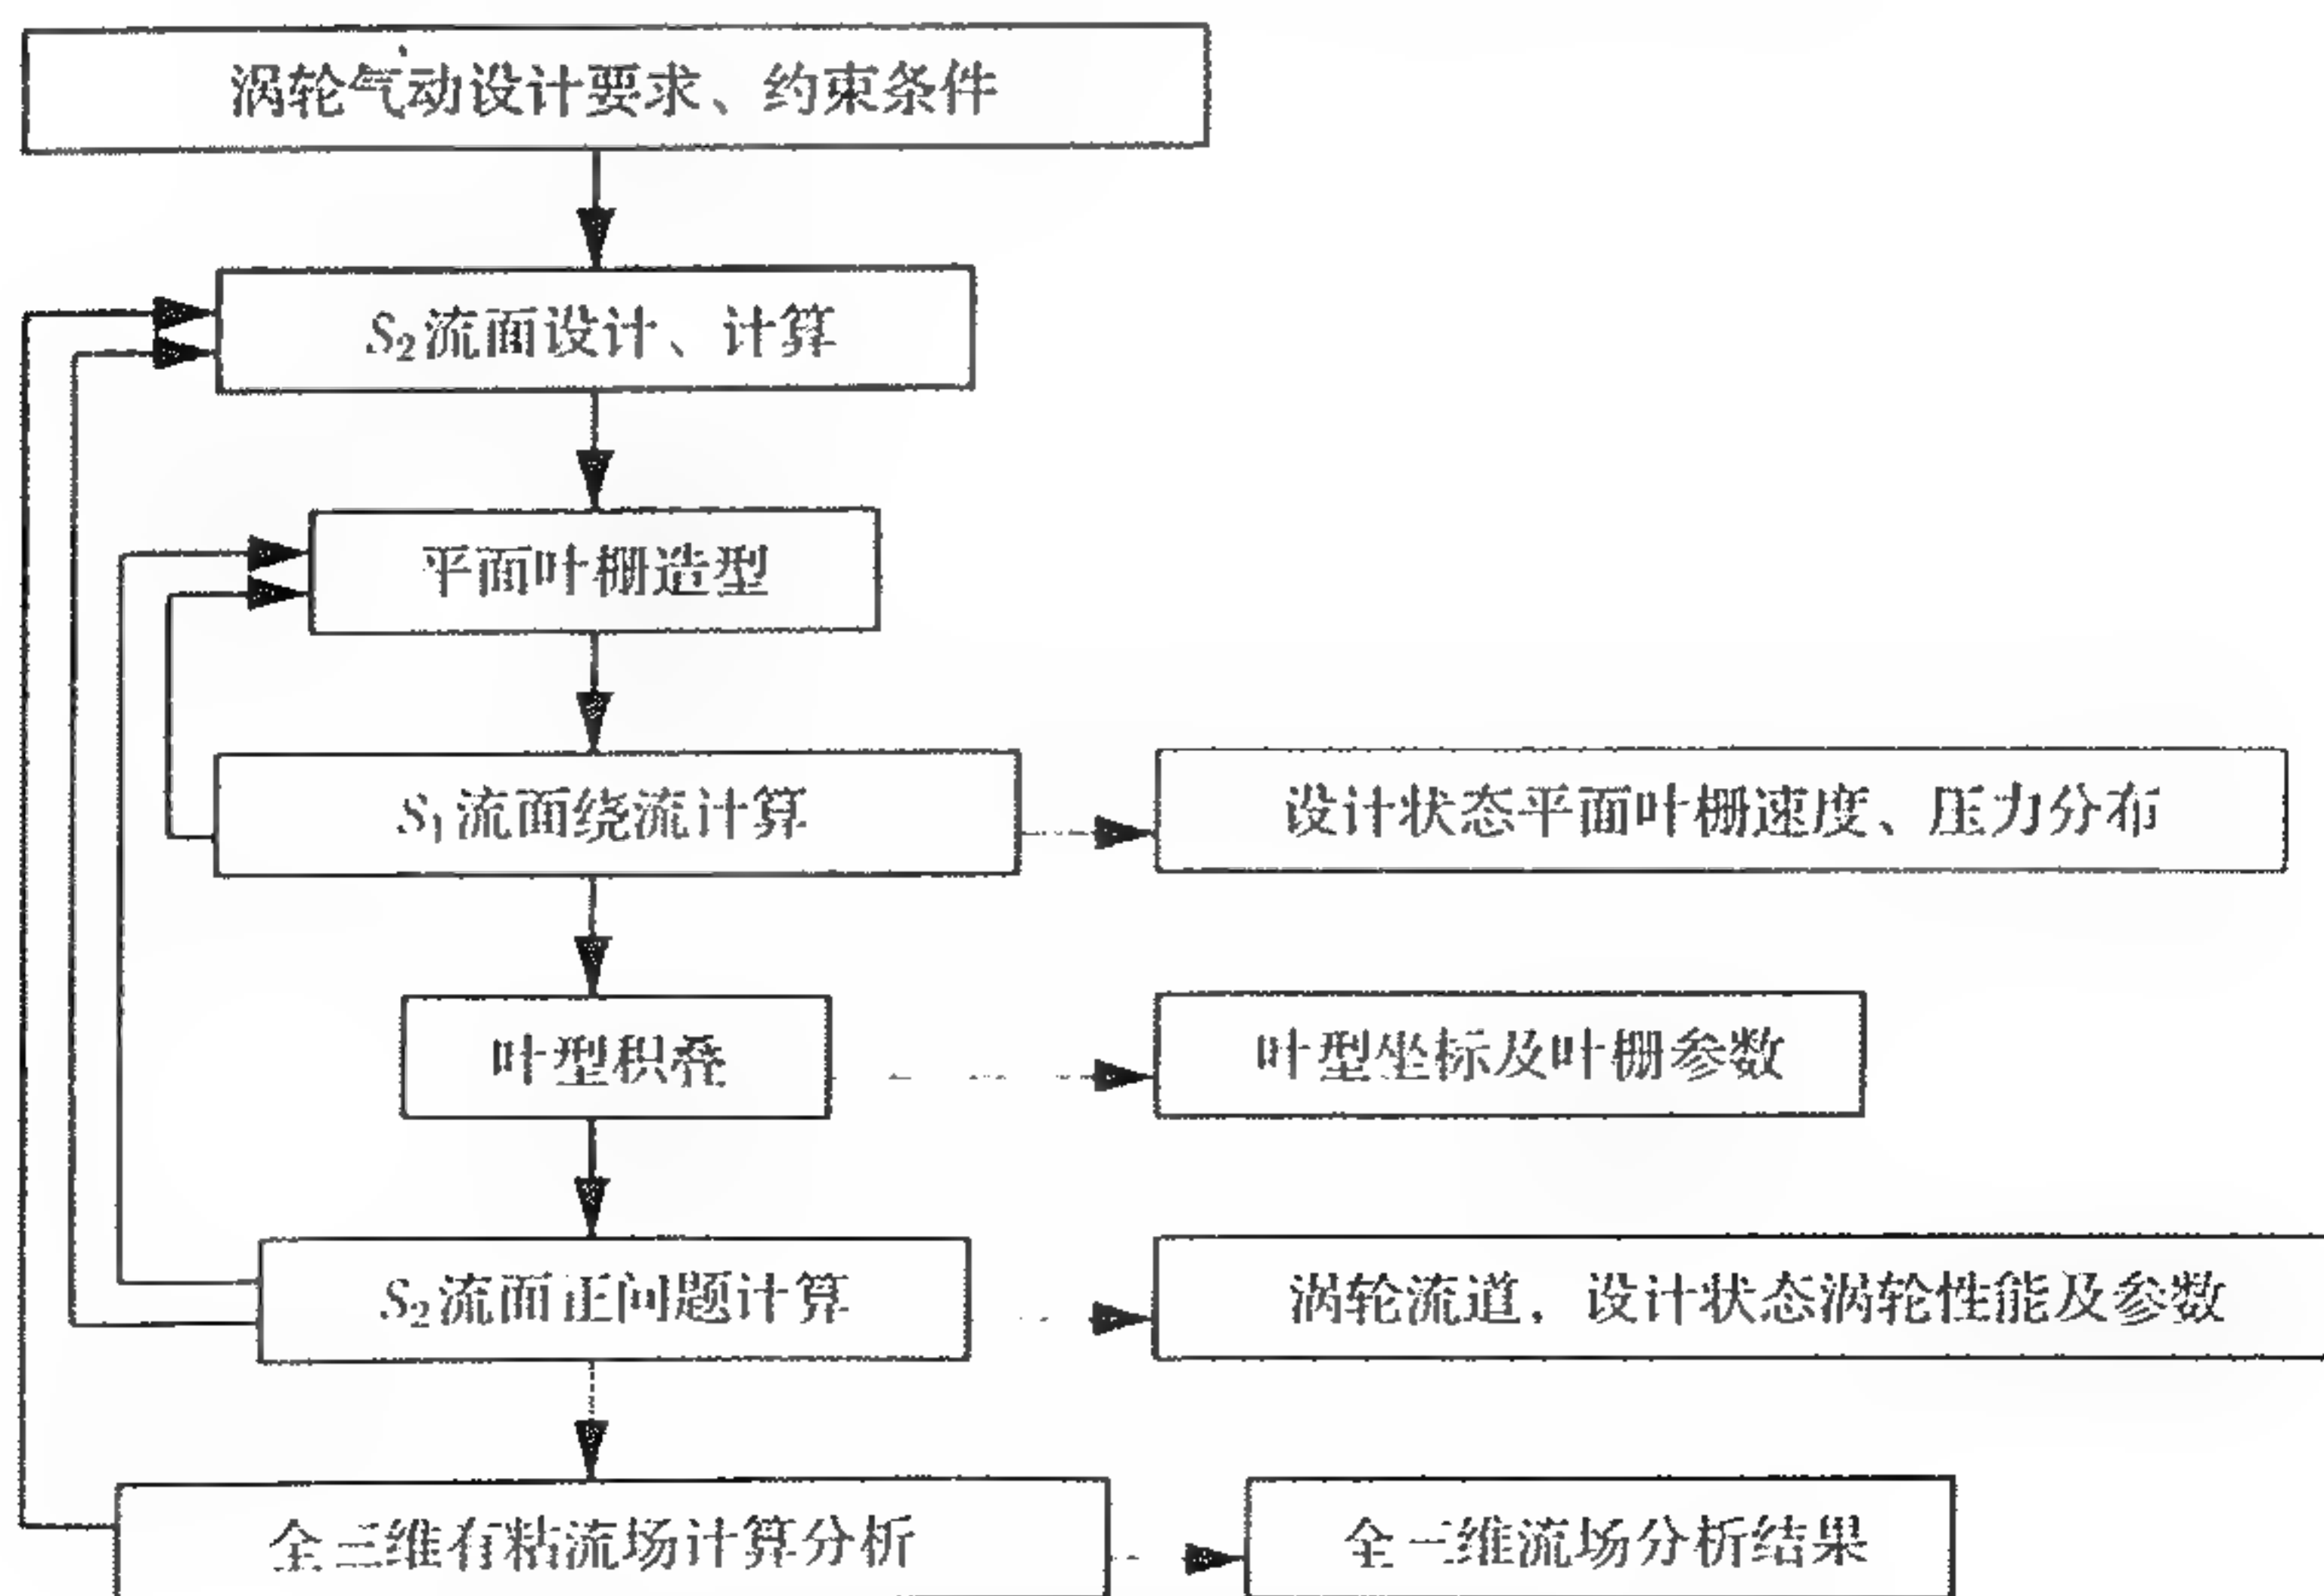 涡轮气动设计要求、约束条件
S₂流面设计、计算
平面叶栅造型
S₁流面绕流计算
设计状态平面叶栅速度、压力分布
叶型积叠
叶型坐标及叶栅参数
S₂流面正问题计算
涡轮流道，设计状态涡轮性能及参数
全三维有粘流场计算分析
全三维流场分析结果